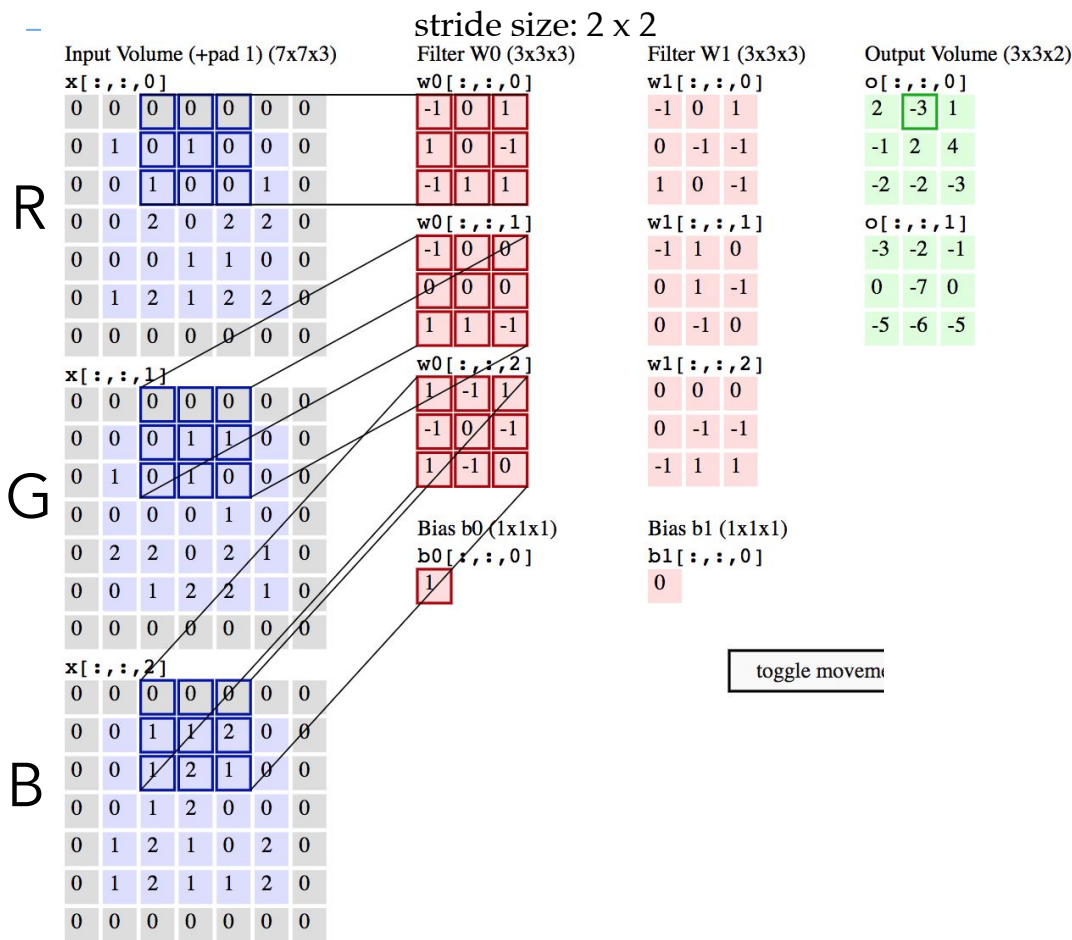 stride size: 2 x 2
Input Volume (+pad 1) (7x7x3)
x[:,:,0]
0 0 0 0 0 0 0
0 1 0 1 0 0 0
0 0 1 0 0 1 0
0 0 2 0 2 2 0
0 0 0 1 1 0 0
0 1 2 1 2 2 0
0 0 0 0 0 0 0
R
x[:,:,1]
0 0 0 0 0 0 0
0 0 0 1 1 0 0
0 1 0 1 0 0 0
0 0 0 0 1 0 0
0 2 2 0 2 1 0
0 0 1 2 2 1 0
0 0 0 0 0 0 0
G
x[:,:,2]
0 0 0 0 0 0 0
0 0 1 1 2 0 0
0 0 1 2 1 0 0
0 0 1 2 0 0 0
0 1 2 1 0 2 0
0 1 2 1 1 2 0
0 0 0 0 0 0 0
B
Filter W0 (3x3x3)
w0[:,:,0]
-1 0 1
1 0 -1
-1 1 1
w0[:,:,1]
-1 0 0
0 0 0
1 1 -1
w0[:,:,2]
1 -1 1
-1 0 -1
1 -1 0
Bias b0 (1x1x1)
b0[:,:,0]
1
Filter W1 (3x3x3)
w1[:,:,0]
-1 0 1
0 -1 -1
1 0 -1
w1[:,:,1]
-1 1 0
0 1 -1
0 -1 0
w1[:,:,2]
0 0 0
0 -1 -1
-1 1 1
Bias b1 (1x1x1)
b1[:,:,0]
0
Output Volume (3x3x2)
o[:,:,0]
2 -3 1
-1 2 4
-2 -2 -3
o[:,:,1]
-3 -2 -1
0 -7 0
-5 -6 -5
toggle moveme